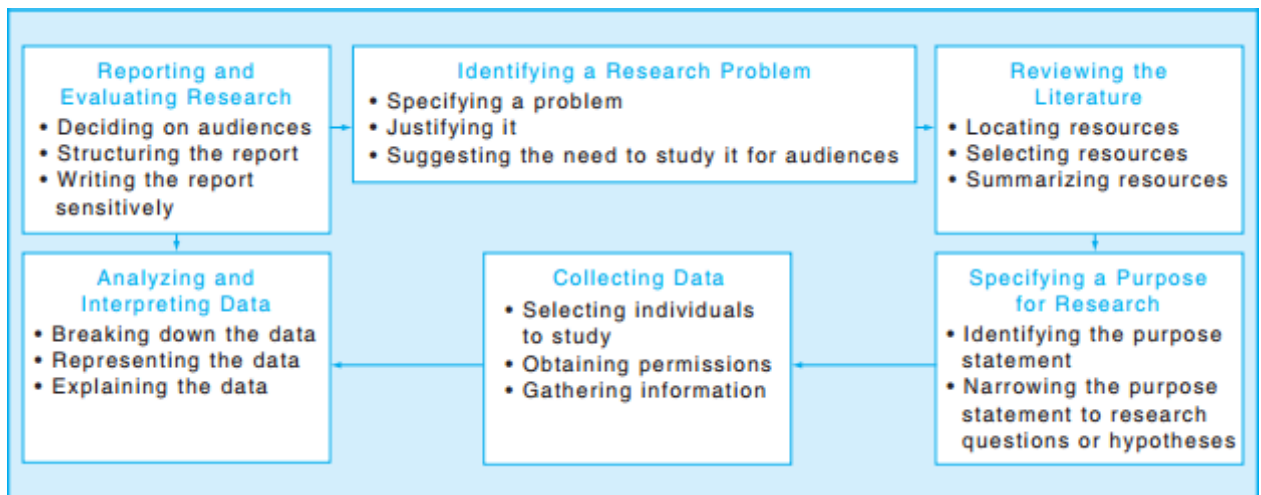 Reporting and
Evaluating Research
• Deciding on audiences
• Structuring the report
• Writing the report
sensitively
Identifying a Research Problem
• Specifying a problem
• Justifying it
• Suggesting the need to study it for audiences
Reviewing the
Literature
• Locating resources
• Selecting resources
• Summarizing resources
Analyzing and
Interpreting Data
• Breaking down the data
• Representing the data
• Explaining the data
Collecting Data
• Selecting individuals
to study
• Obtaining permissions
• Gathering information
Specifying a Purpose
for Research
• Identifying the purpose
statement
• Narrowing the purpose
statement to research
questions or hypotheses